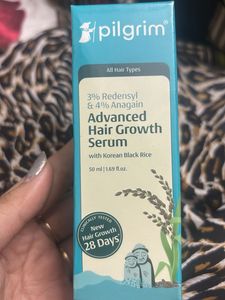 pilgrim®
All Hair Types
3% Redensyl
& 4% Anagain
Advanced
Hair Growth
Serum
with Korean Black Rice
50 ml | 1.69 fl.oz.
CLINICALLY TESTED
New
Hair Growth
28 Days*